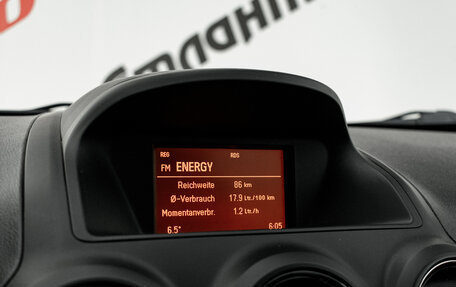 REG RDS
FM ENERGY
Reichweite 86 km
Ø-Verbrauch 17.9 Ltr/100 km
Momentanverbr. 1.2 Ltr/h
6.5° 6:05